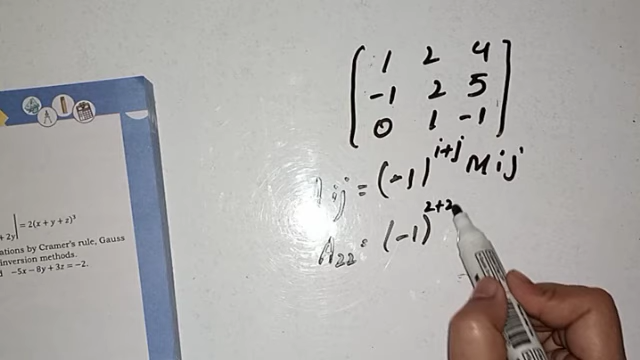 1 2 4
-1 2 5
0 1 -1
ij = (-1)^{i+j} Mij
A22 = (-1)^{2+2
+ 2y| = 2(x + y + z)³
ations by Cramer's rule, Gauss
inversion methods.
-5x - 8y + 3z = -2.